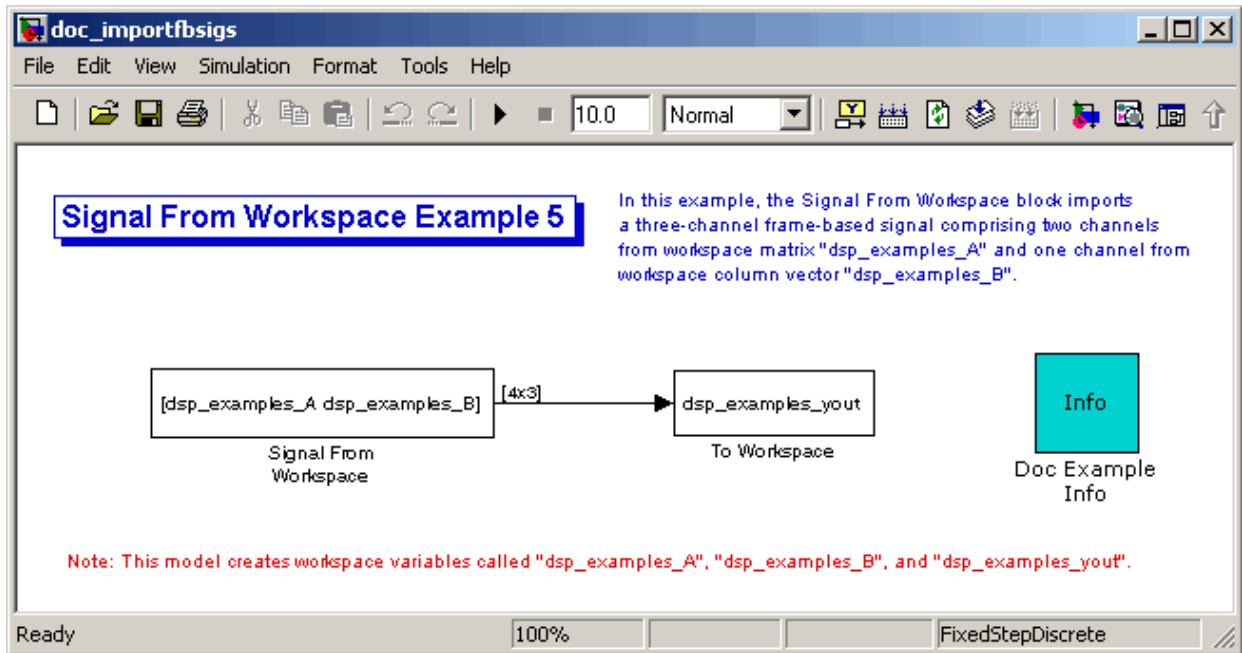 doc_importfbsigs
File Edit View Simulation Format Tools Help
10.0 Normal
Signal From Workspace Example 5
In this example, the Signal From Workspace block imports
a three-channel frame-based signal comprising two channels
from workspace matrix "dsp_examples_A" and one channel from
workspace column vector "dsp_examples_B".
[dsp_examples_A dsp_examples_B]
[4x3]
dsp_examples_yout
Info
Signal From
Workspace
To Workspace
Doc Example
Info
Note: This model creates workspace variables called "dsp_examples_A", "dsp_examples_B", and "dsp_examples_yout".
Ready 100% FixedStepDiscrete